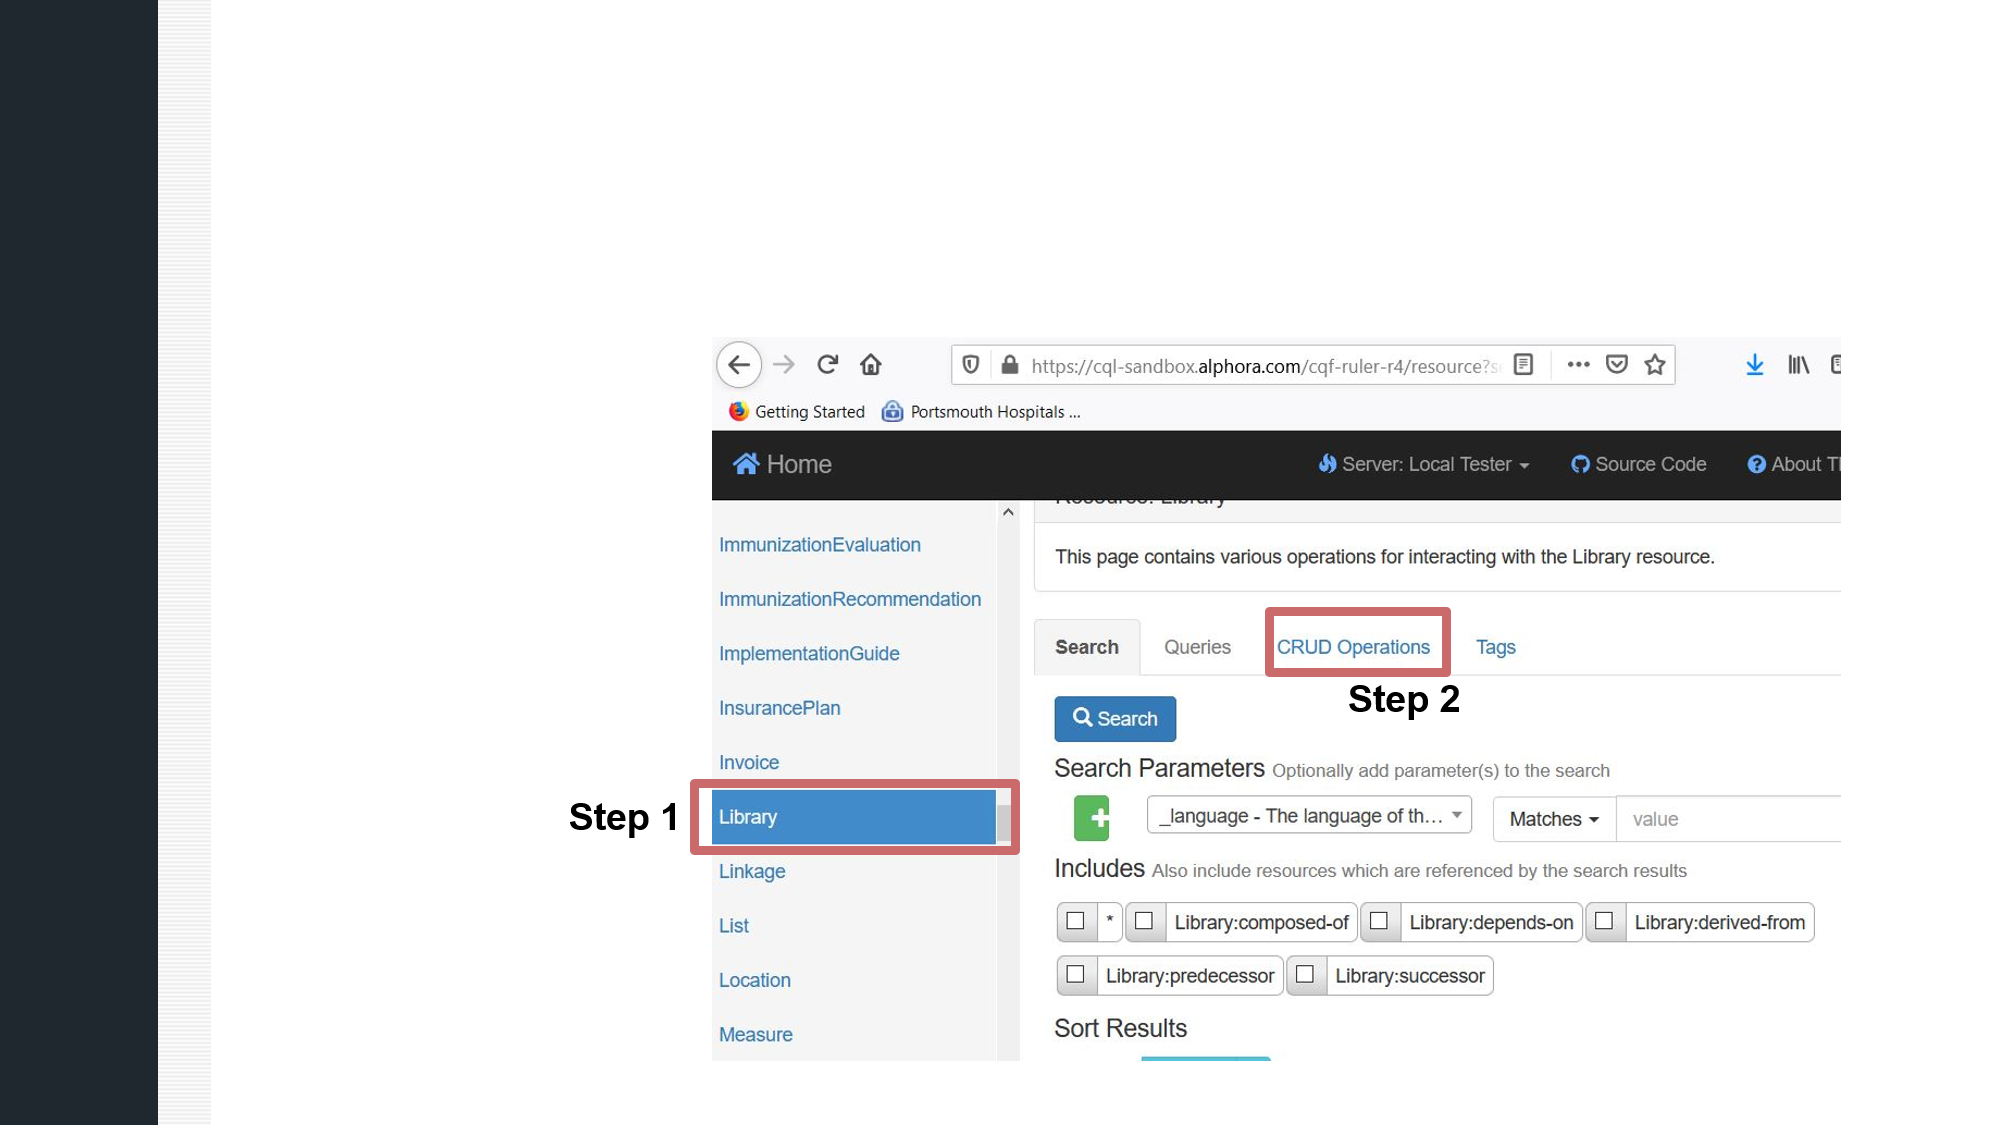 https://cql-sandbox.alphora.com/cqf-ruler-r4/resource?s
Getting Started
Portsmouth Hospitals ...
Home
Server: Local Tester
Source Code
About
Resource: Library
ImmunizationEvaluation
This page contains various operations for interacting with the Library resource.
ImmunizationRecommendation
ImplementationGuide
Search
Queries
CRUD Operations
Tags
Step 2
InsurancePlan
Search
Invoice
Search Parameters Optionally add parameter(s) to the search
Step 1
Library
_language - The language of th...
Matches
value
Linkage
Includes Also include resources which are referenced by the search results
List
*
Library:composed-of
Library:depends-on
Library:derived-from
Location
Library:predecessor
Library:successor
Measure
Sort Results